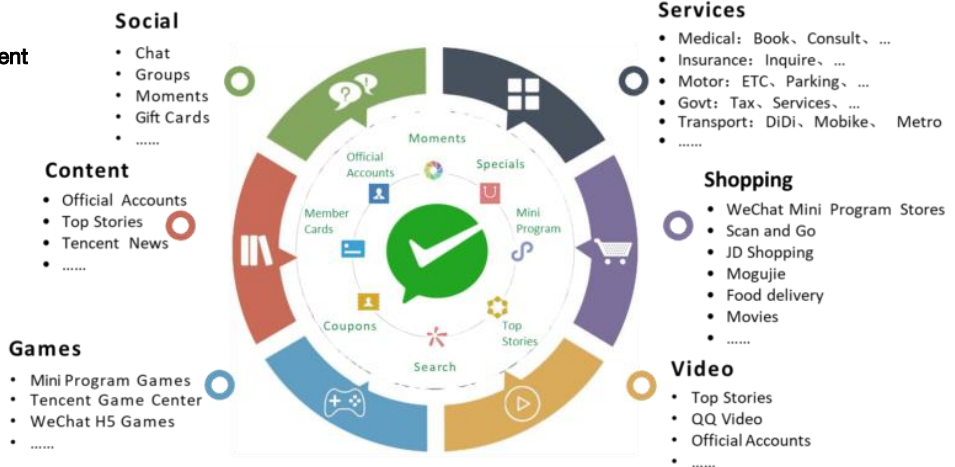 ent
Social
• Chat
• Groups
• Moments
• Gift Cards
• ......
Content
• Official Accounts
• Top Stories
• Tencent News
• ......
Games
• Mini Program Games
• Tencent Game Center
• WeChat H5 Games
• ......
Moments
Official
Accounts
Specials
Member
Cards
Mini
Program
Coupons
Top
Stories
Search
Services
• Medical：Book、Consult、...
• Insurance：Inquire、...
• Motor：ETC、Parking、...
• Govt：Tax、Services、...
• Transport：DiDi、Mobike、 Metro
• ......
Shopping
• WeChat Mini Program Stores
• Scan and Go
• JD Shopping
• Mogujie
• Food delivery
• Movies
• ......
Video
• Top Stories
• QQ Video
• Official Accounts
• ......